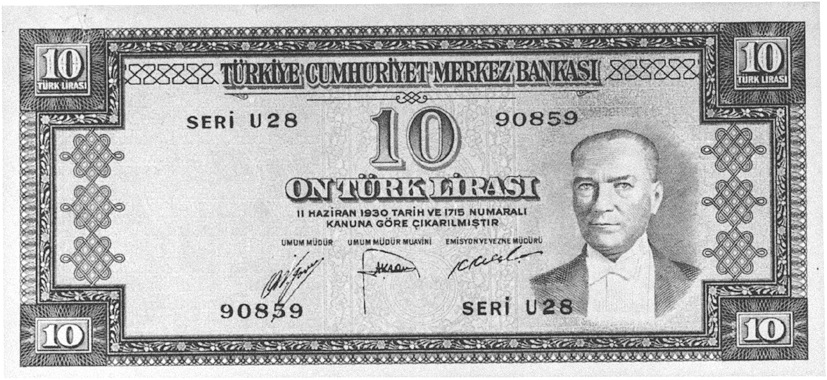 10
TÜRK LİRASI
TÜRKİYE CUMHURİYET MERKEZ BANKASI
10
TÜRK LİRASI
SERİ U28
90859
10
ON TÜRK LİRASI
11 HAZİRAN 1930 TARİH VE 1715 NUMARALI
KANUNA GÖRE ÇIKARILMIŞTIR
UMUM MÜDÜR UMUM MÜDÜR MUAVİNİ EMİSYON VE VEZNE MÜDÜRÜ
90859
SERİ U28
10
10